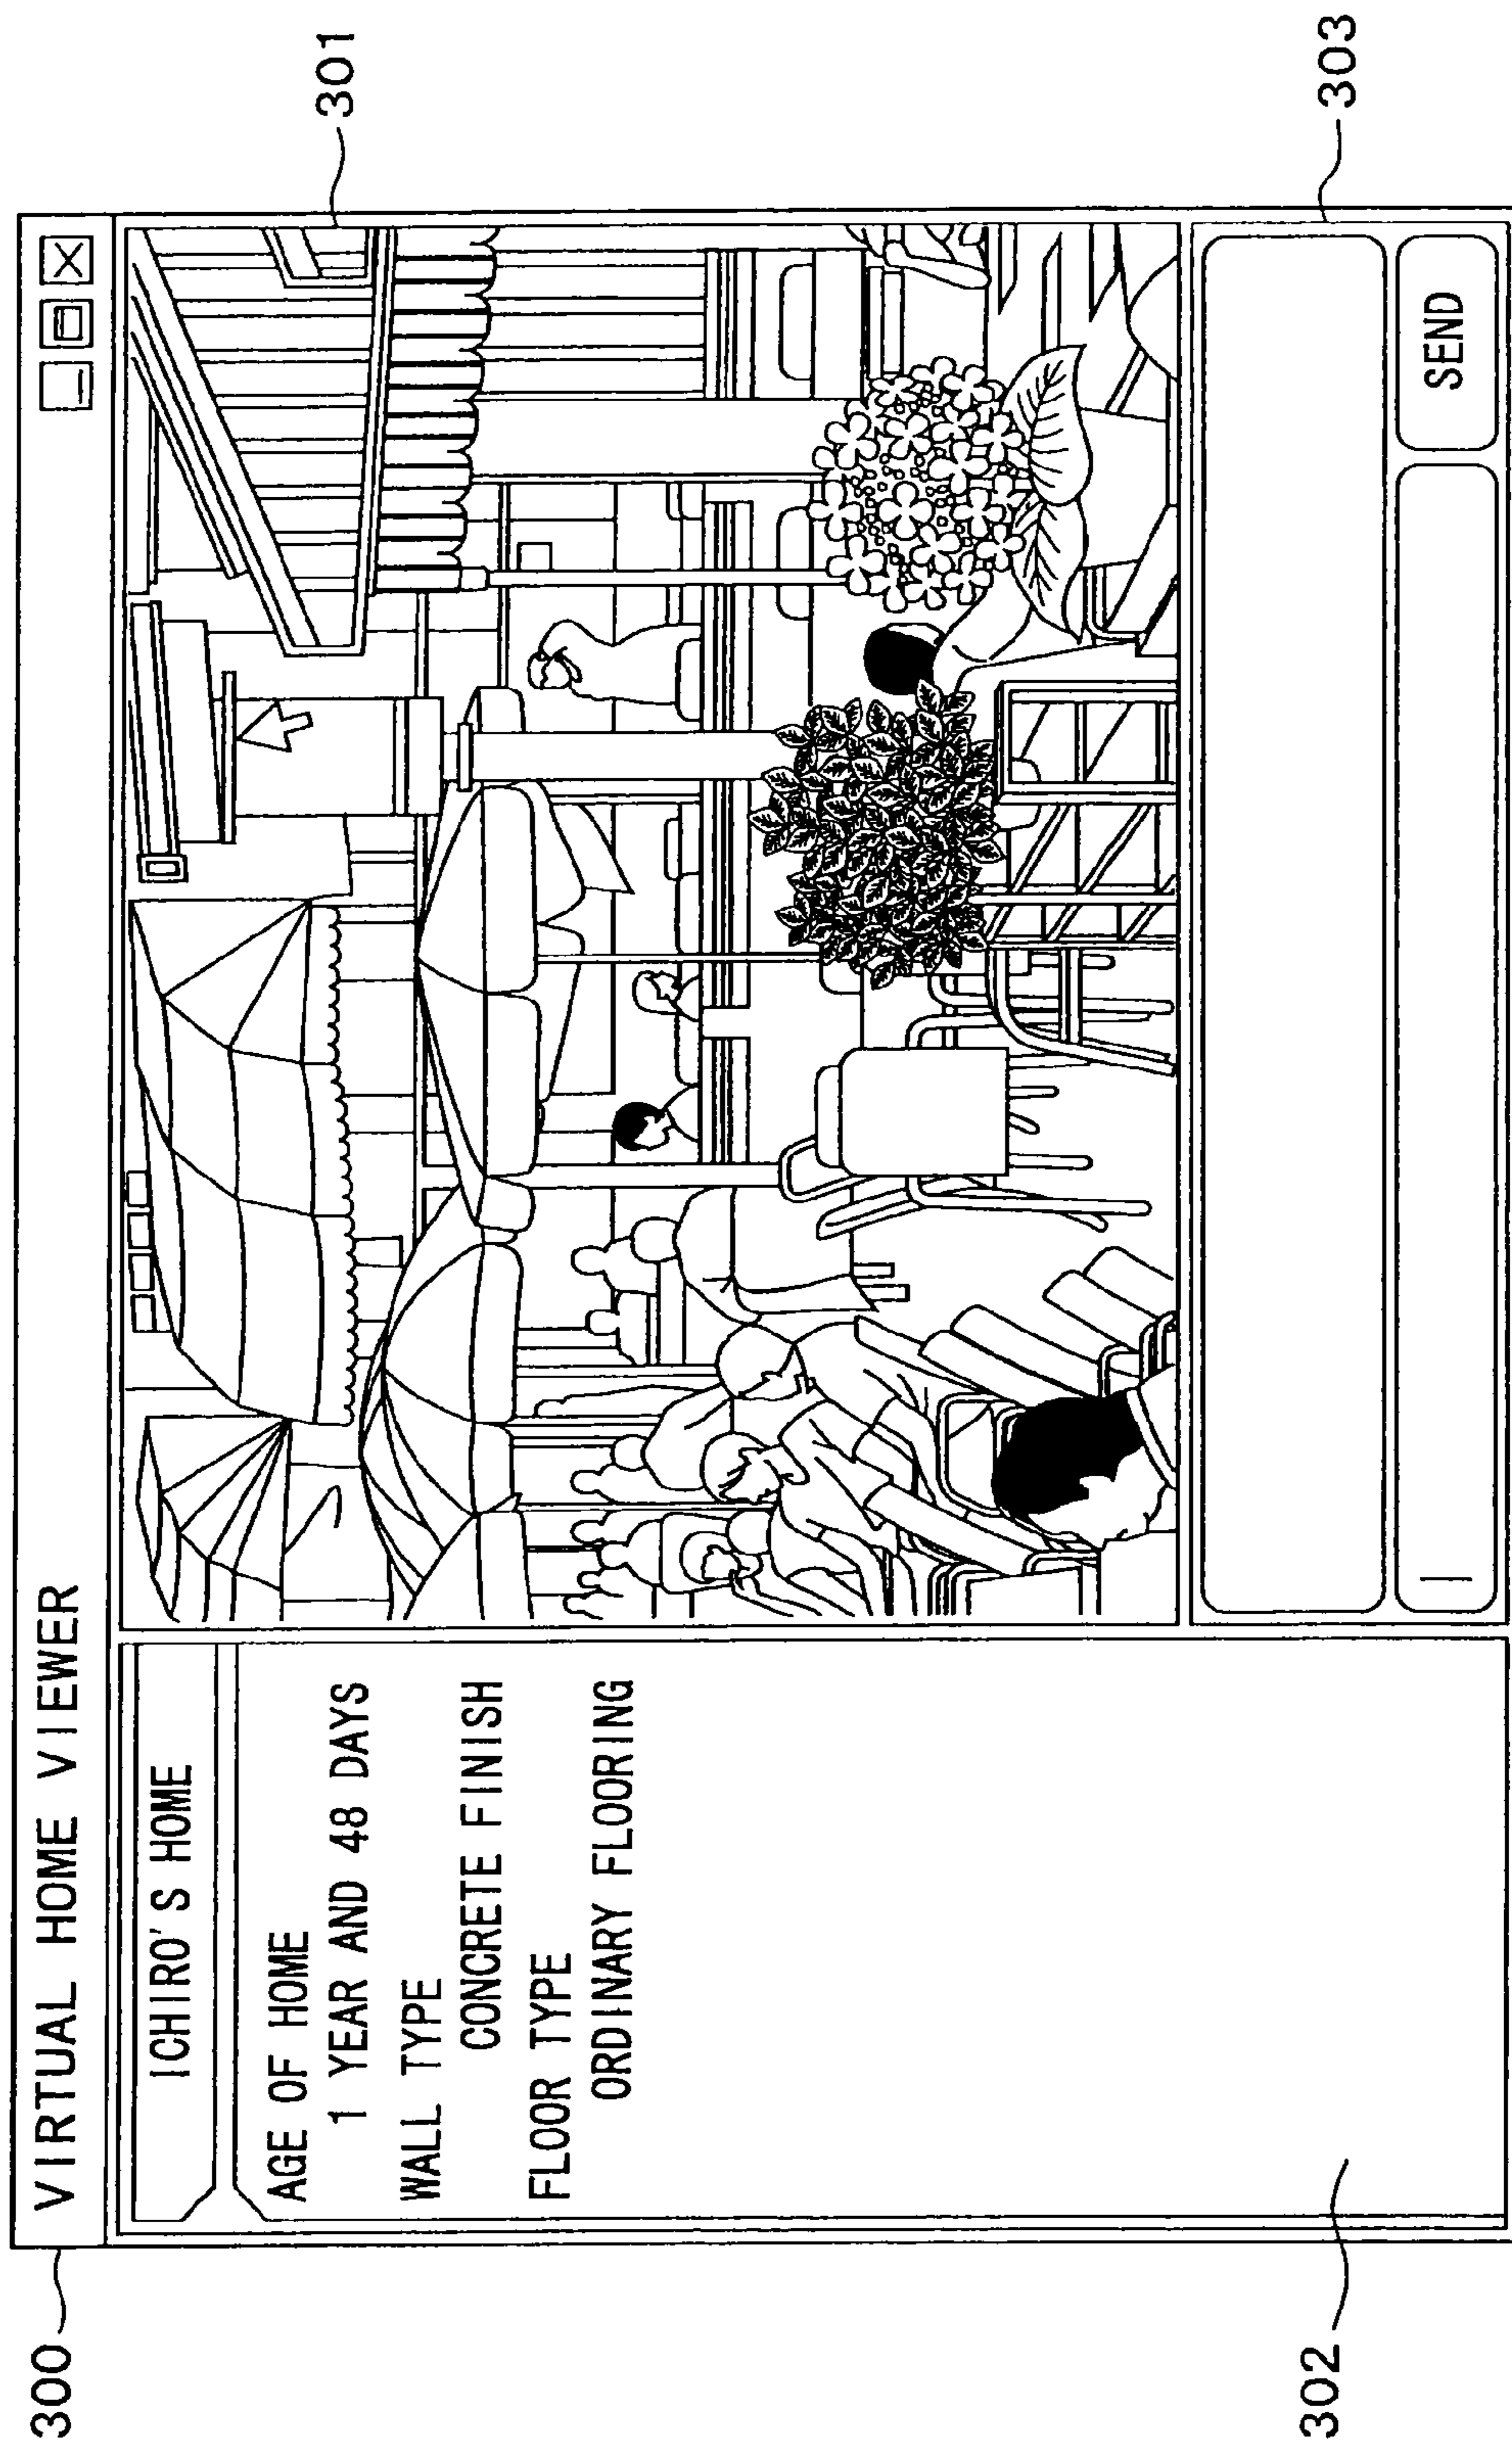 300
VIRTUAL HOME VIEWER
301
ICHIRO'S HOME
AGE OF HOME
1 YEAR AND 48 DAYS
WALL TYPE
CONCRETE FINISH
FLOOR TYPE
ORDINARY FLOORING
302
303
SEND